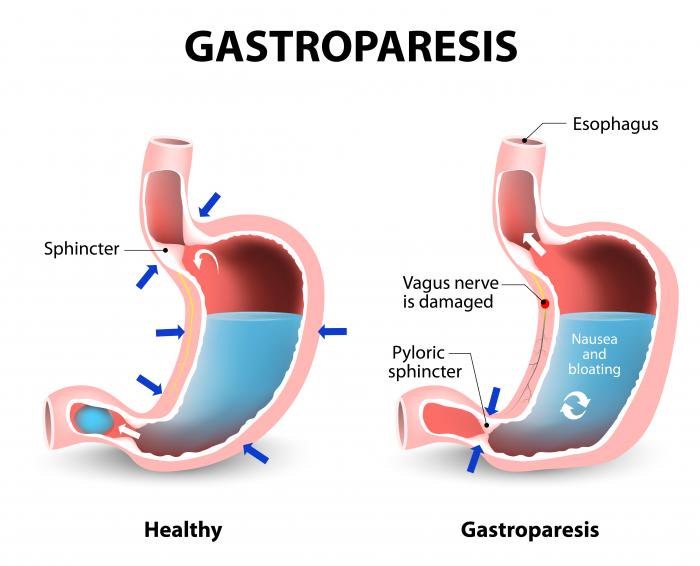 GASTROPARESIS
Esophagus
Sphincter
Vagus nerve
is damaged
Pyloric
sphincter
Nausea
and
bloating
Healthy
Gastroparesis